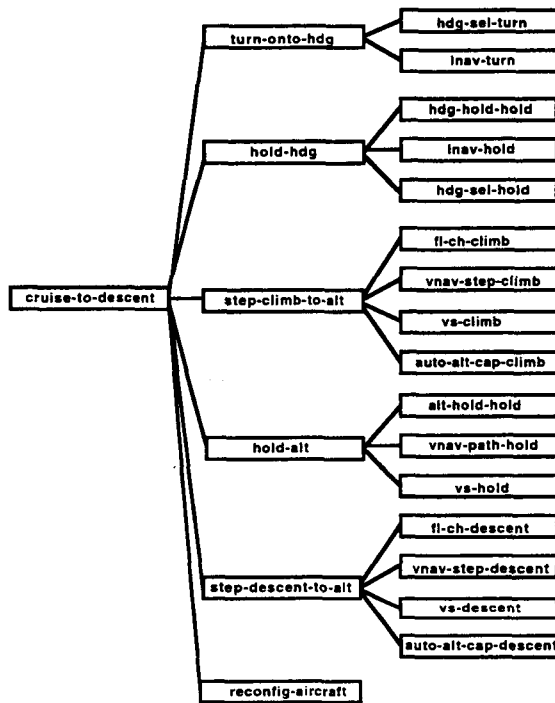 hdg-sel-turn
turn-onto-hdg
lnav-turn
hdg-hold-hold
hold-hdg
lnav-hold
hdg-sel-hold
fl-ch-climb
vnav-step-climb
cruise-to-descent
step-climb-to-alt
vs-climb
auto-alt-cap-climb
alt-hold-hold
hold-alt
vnav-path-hold
vs-hold
fl-ch-descent
vnav-step-descent
step-descent-to-alt
vs-descent
auto-alt-cap-descent
reconfig-aircraft